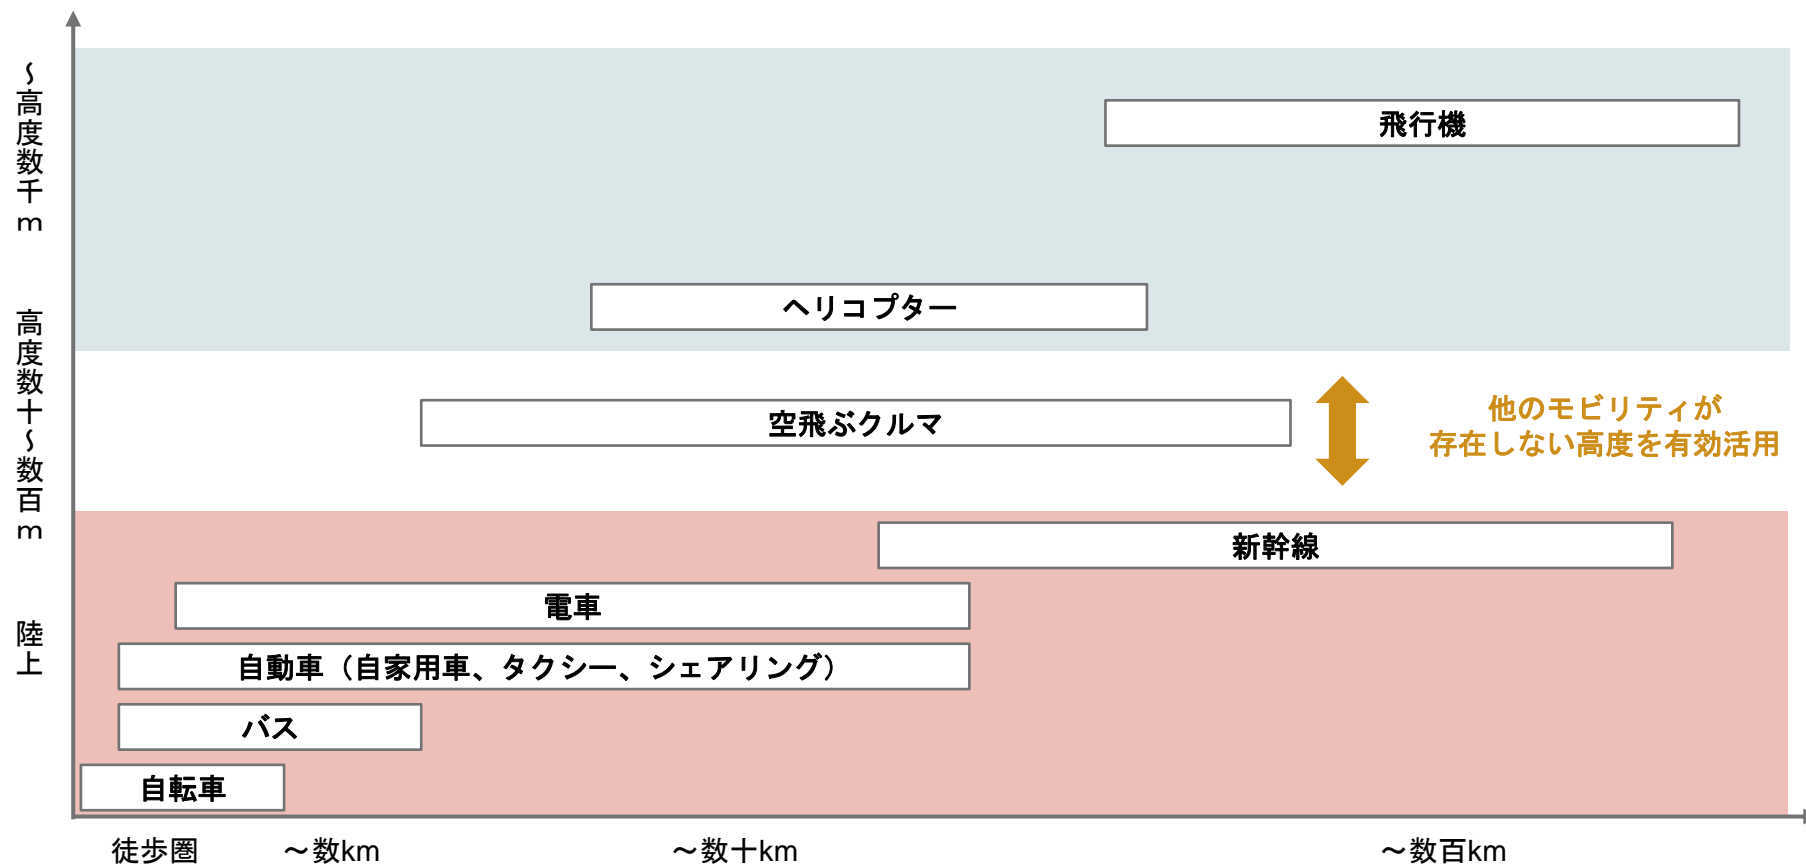 ～高度数千m
飛行機
ヘリコプター
高度数十～数百m
空飛ぶクルマ
他のモビリティが
存在しない高度を有効活用
陸上
新幹線
電車
自動車（自家用車、タクシー、シェアリング）
バス
自転車
徒歩圏
～数km
～数十km
～数百km